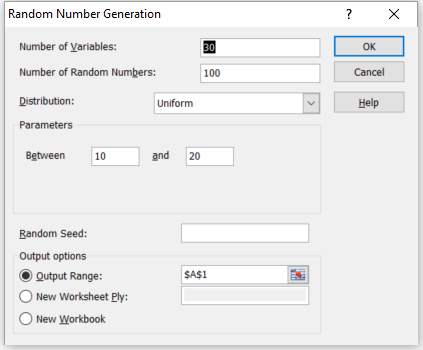 Random Number Generation ? ×
Number of Variables: 30 OK
Number of Random Numbers: 100 Cancel
Distribution: Uniform Help
Parameters
Between 10 and 20
Random Seed:
Output options
Output Range: $A$1
New Worksheet Ply:
New Workbook